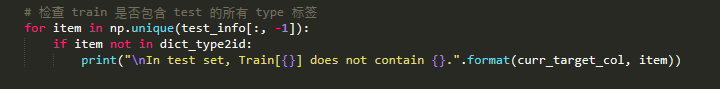 # 检查 train 是否包含 test 的所有 type 标签
for item in np.unique(test_info[:, -1]):
    if item not in dict_type2id:
        print("\nIn test set, Train[{}] does not contain {}.".format(curr_target_col, item))